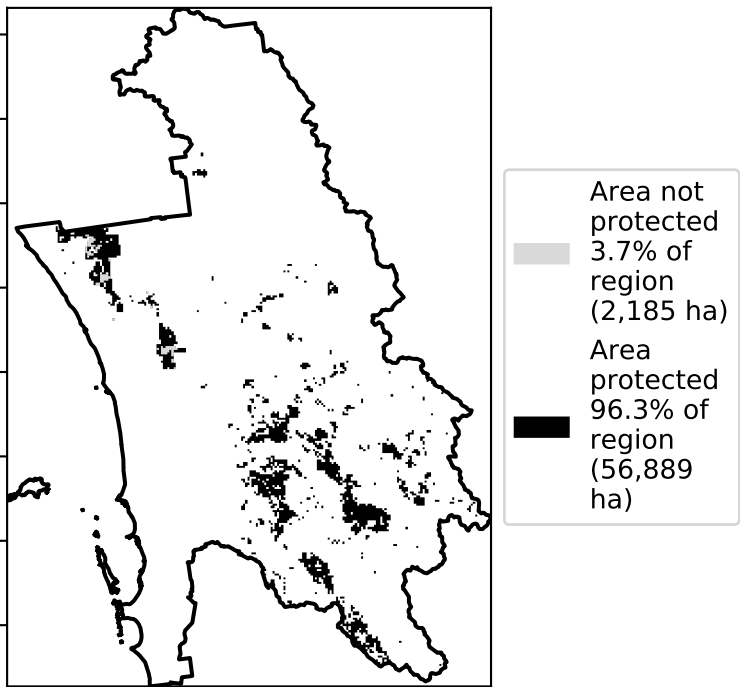 Area not
protected
3.7% of
region
(2,185 ha)
Area
protected
96.3% of
region
(56,889
ha)